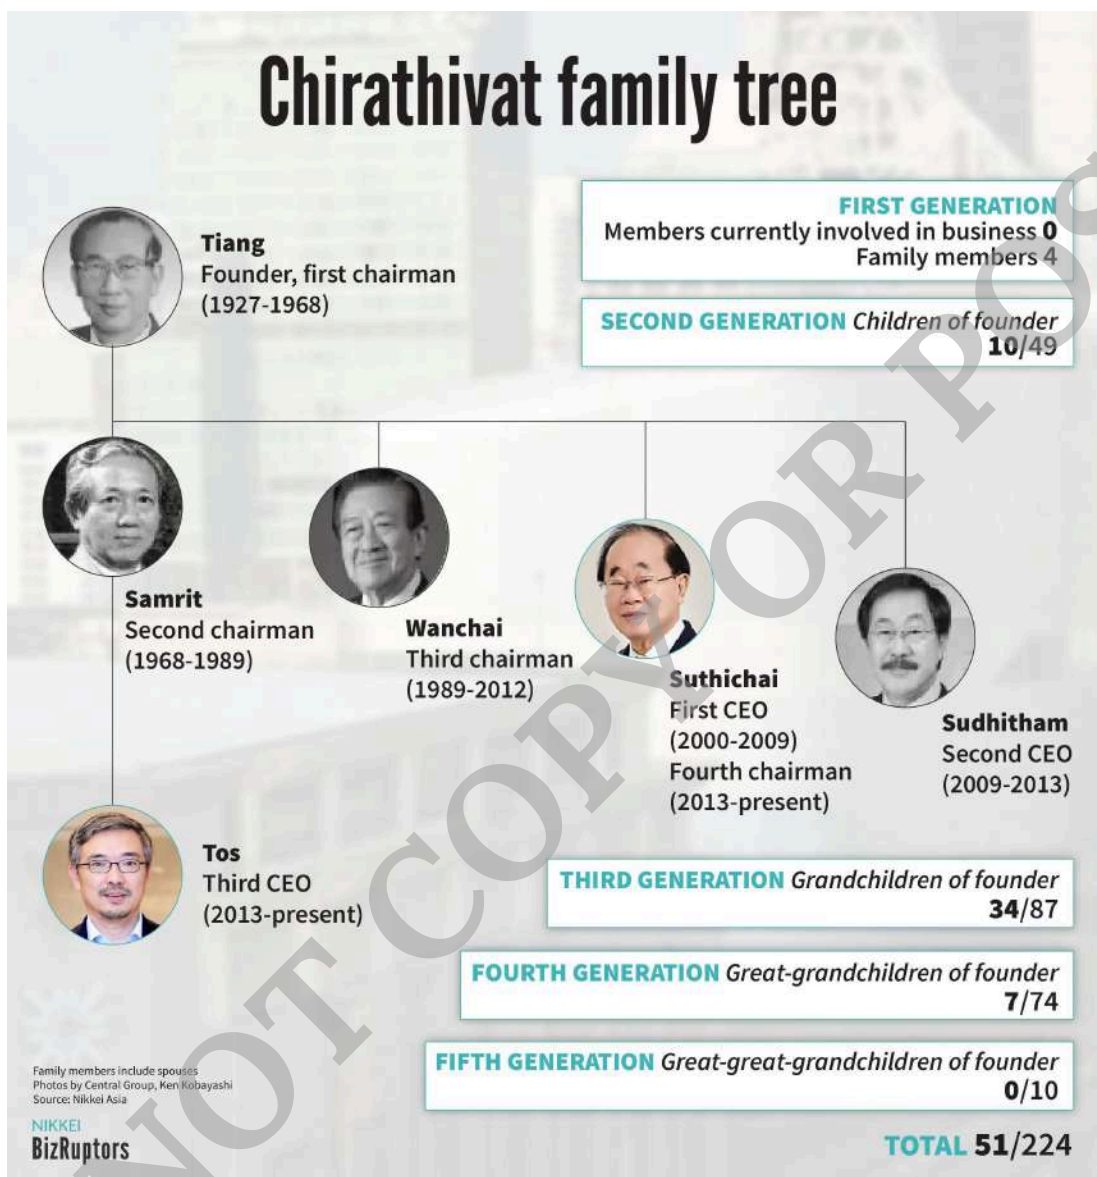 Chirathivat family tree
FIRST GENERATION
Members currently involved in business 0
Family members 4
Tiang
Founder, first chairman
(1927-1968)
SECOND GENERATION Children of founder
10/49
Samrit
Second chairman
(1968-1989)
Wanchai
Third chairman
(1989-2012)
Suthichai
First CEO
(2000-2009)
Fourth chairman
(2013-present)
Sudhitham
Second CEO
(2009-2013)
Tos
Third CEO
(2013-present)
THIRD GENERATION Grandchildren of founder
34/87
FOURTH GENERATION Great-grandchildren of founder
7/74
FIFTH GENERATION Great-great-grandchildren of founder
0/10
Family members include spouses
Photos by Central Group, Ken Kobayashi
Source: Nikkei Asia
NIKKEI
BizRuptors
TOTAL 51/224
NOT COPY OR POS